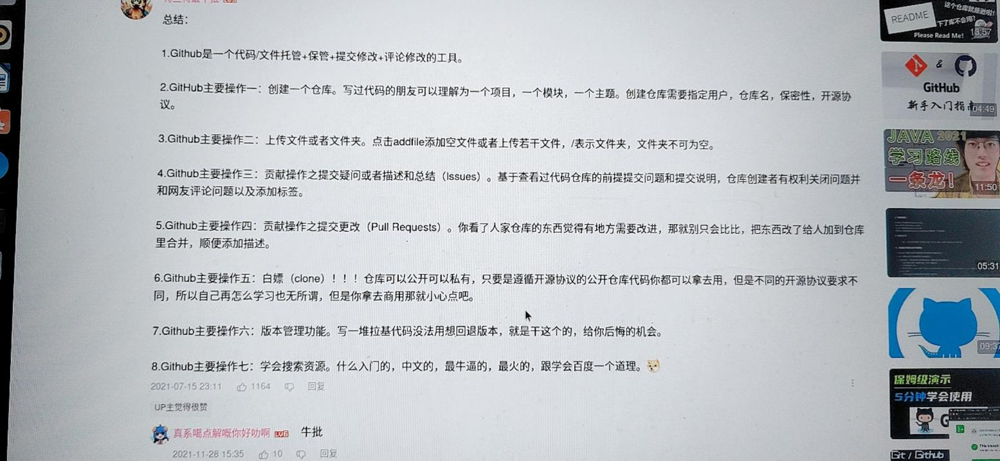 总结：
1.Github是一个代码/文件托管+保管+提交修改+评论修改的工具。
2.GitHub主要操作一：创建一个仓库。写过代码的朋友可以理解为一个项目，一个模块，一个主题。创建仓库需要指定用户，仓库名，保密性，开源协
议。
3.Github主要操作二：上传文件或者文件夹。点击addfile添加空文件或者上传若干文件，/表示文件夹，文件夹不可为空。
4.Github主要操作三：贡献操作之提交疑问或者描述和总结（Issues）。基于查看过代码仓库的前提提交问题和提交说明，仓库创建者有权利关闭问题并
和网友评论问题以及添加标签。
5.Github主要操作四：贡献操作之提交更改（Pull Requests）。你看了人家仓库的东西觉得有地方需要改进，那就别只会比比，把东西改了给人加到仓库
里合并，顺便添加描述。
6.Github主要操作五：白嫖（clone）！！！仓库可以公开可以私有，只要是遵循开源协议的公开仓库代码你都可以拿去用，但是不同的开源协议要求不
同，所以自己再怎么学习也无所谓，但是你拿去商用那就小心点吧。
7.Github主要操作六：版本管理功能。写一堆拉基代码没法用想回退版本，就是干这个的，给你后悔的机会。
8.Github主要操作七：学会搜索资源。什么入门的，中文的，最牛逼的，最火的，跟学会百度一个道理。
2021-07-15 23:11 1164 回复
UP主觉得很赞
真系噶点解嘅你好叻啊 LV6 牛批
2021-11-28 15:35 10 回复
这个仓库就是逊啦!
README
下了库不会用?
Please Read Me!
13:57
&
GitHub
新手入门指南
04:49
JAVA 2021
学习路线
一条龙！
11:50
05:31
09:37
保姆级演示
5分钟学会使用
G
This branch
Git / Github